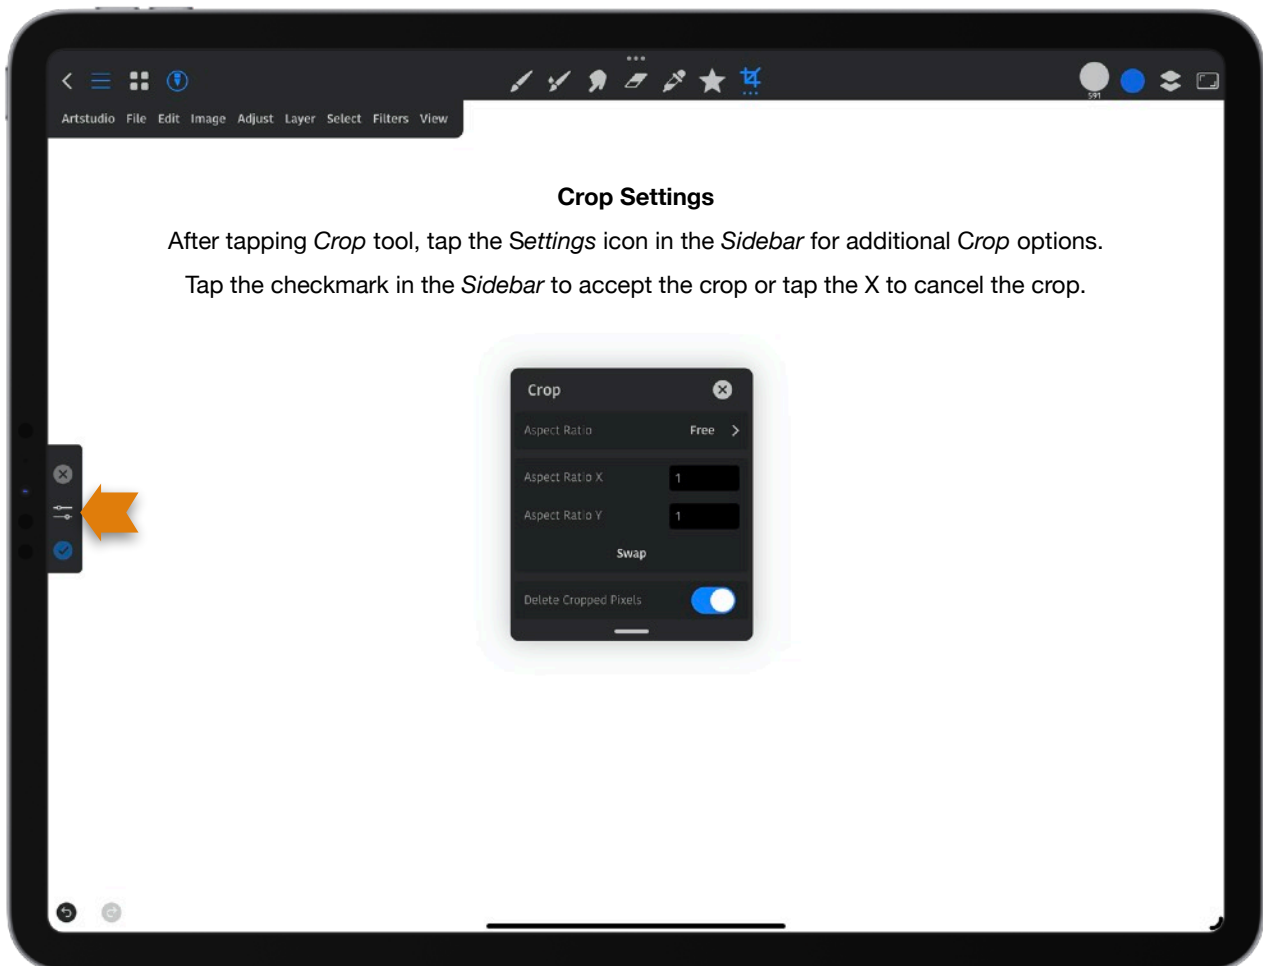 591
Artstudio File Edit Image Adjust Layer Select Filters View
Crop Settings
After tapping Crop tool, tap the Settings icon in the Sidebar for additional Crop options.
Tap the checkmark in the Sidebar to accept the crop or tap the X to cancel the crop.
Crop
Aspect Ratio Free
Aspect Ratio X 1
Aspect Ratio Y 1
Swap
Delete Cropped Pixels